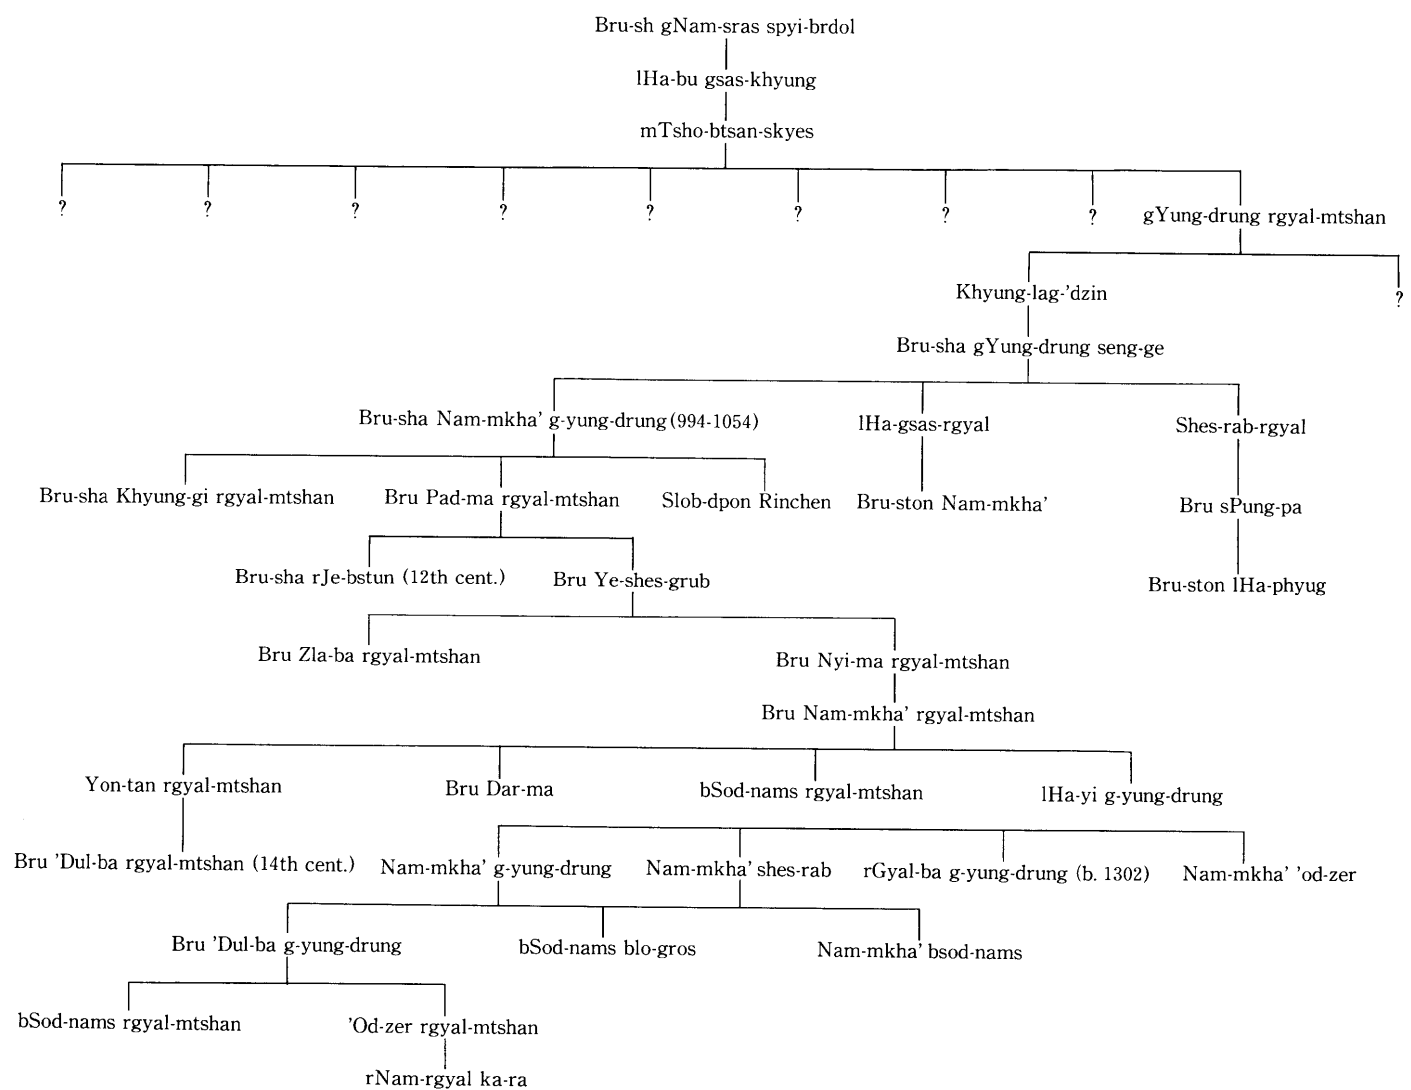 Bru-sh gNam-sras spyi-brdol
lHa-bu gsas-khyung
mTsho-btsan-skyes
? ? ? ? ? ? ? ? gYung-drung rgyal-mtshan
Khyung-lag-'dzin ?
Bru-sha gYung-drung seng-ge
Bru-sha Nam-mkha' g-yung-drung (994-1054) lHa-gsas-rgyal Shes-rab-rgyal
Bru-sha Khyung-gi rgyal-mtshan Bru Pad-ma rgyal-mtshan Slob-dpon Rinchen Bru-ston Nam-mkha' Bru sPung-pa
Bru-sha rJe-bstun (12th cent.) Bru Ye-shes-grub Bru-ston lHa-phyug
Bru Zla-ba rgyal-mtshan Bru Nyi-ma rgyal-mtshan
Bru Nam-mkha' rgyal-mtshan
Yon-tan rgyal-mtshan Bru Dar-ma bSod-nams rgyal-mtshan lHa-yi g-yung-drung
Bru 'Dul-ba rgyal-mtshan (14th cent.) Nam-mkha' g-yung-drung Nam-mkha' shes-rab rGyal-ba g-yung-drung (b. 1302) Nam-mkha' 'od-zer
Bru 'Dul-ba g-yung-drung bSod-nams blo-gros Nam-mkha' bsod-nams
bSod-nams rgyal-mtshan 'Od-zer rgyal-mtshan
rNam-rgyal ka-ra